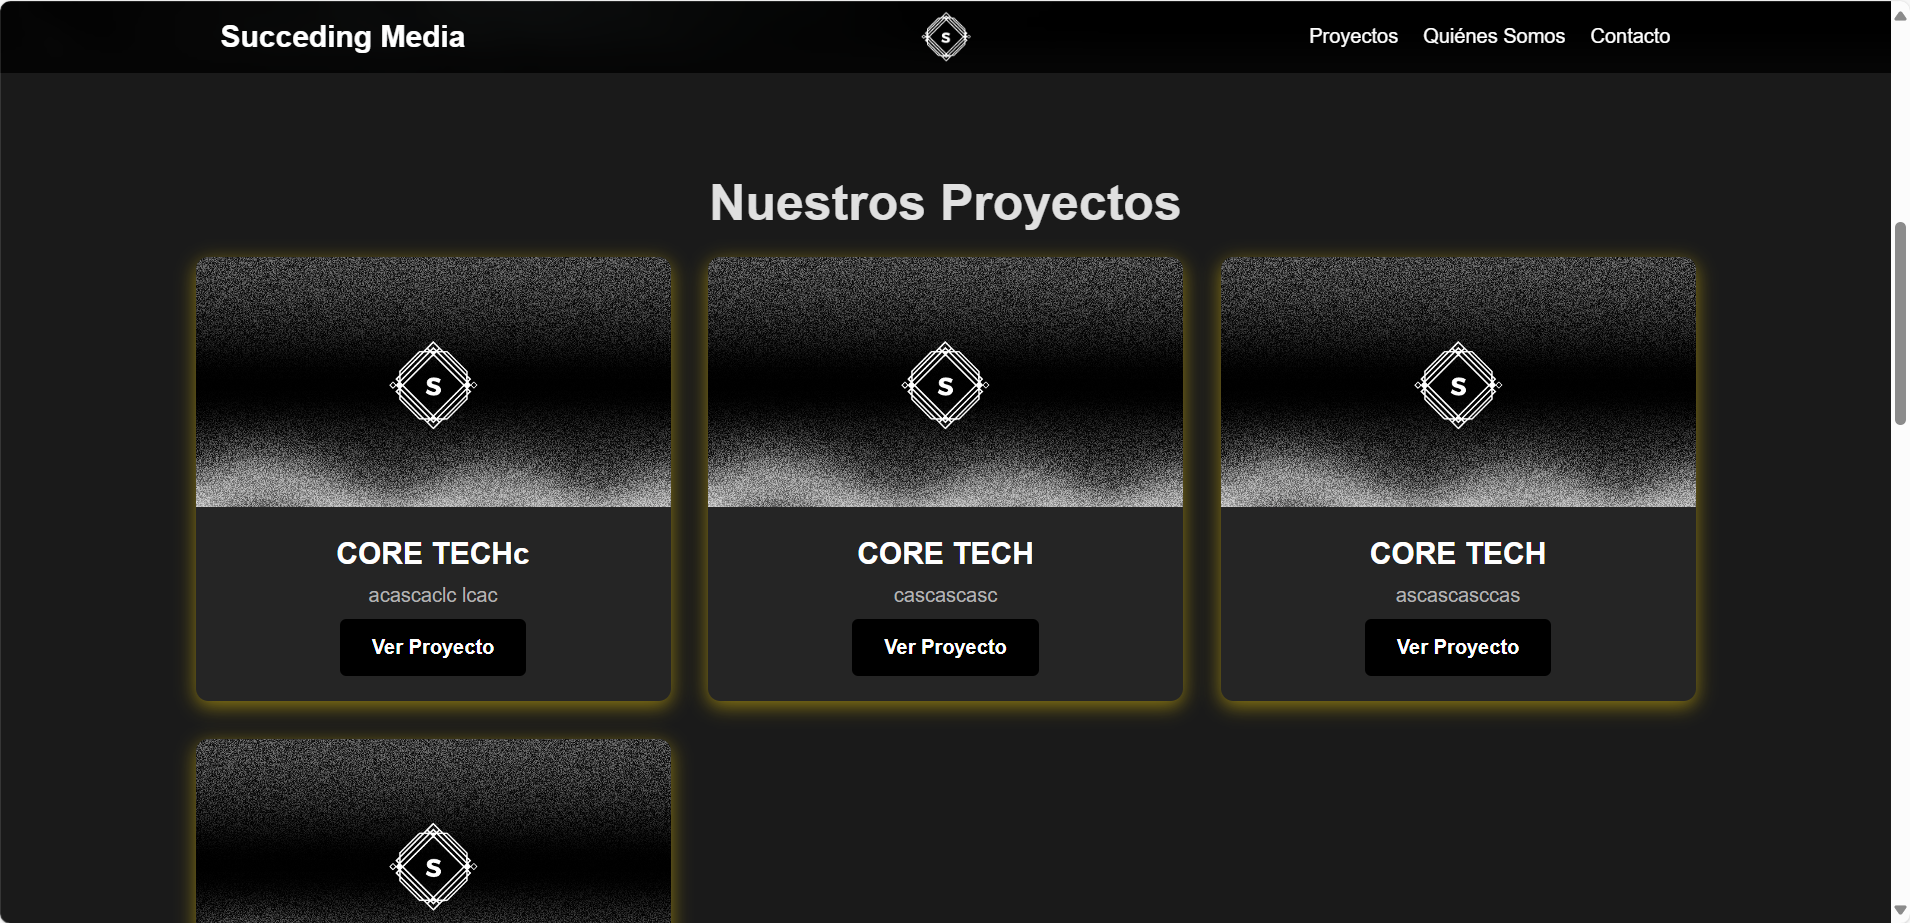 Succeding Media
S
Proyectos Quiénes Somos Contacto
Nuestros Proyectos
S
S
S
CORE TECHc
acascaclc lcac
Ver Proyecto
CORE TECH
cascascasc
Ver Proyecto
CORE TECH
ascascasccas
Ver Proyecto
S